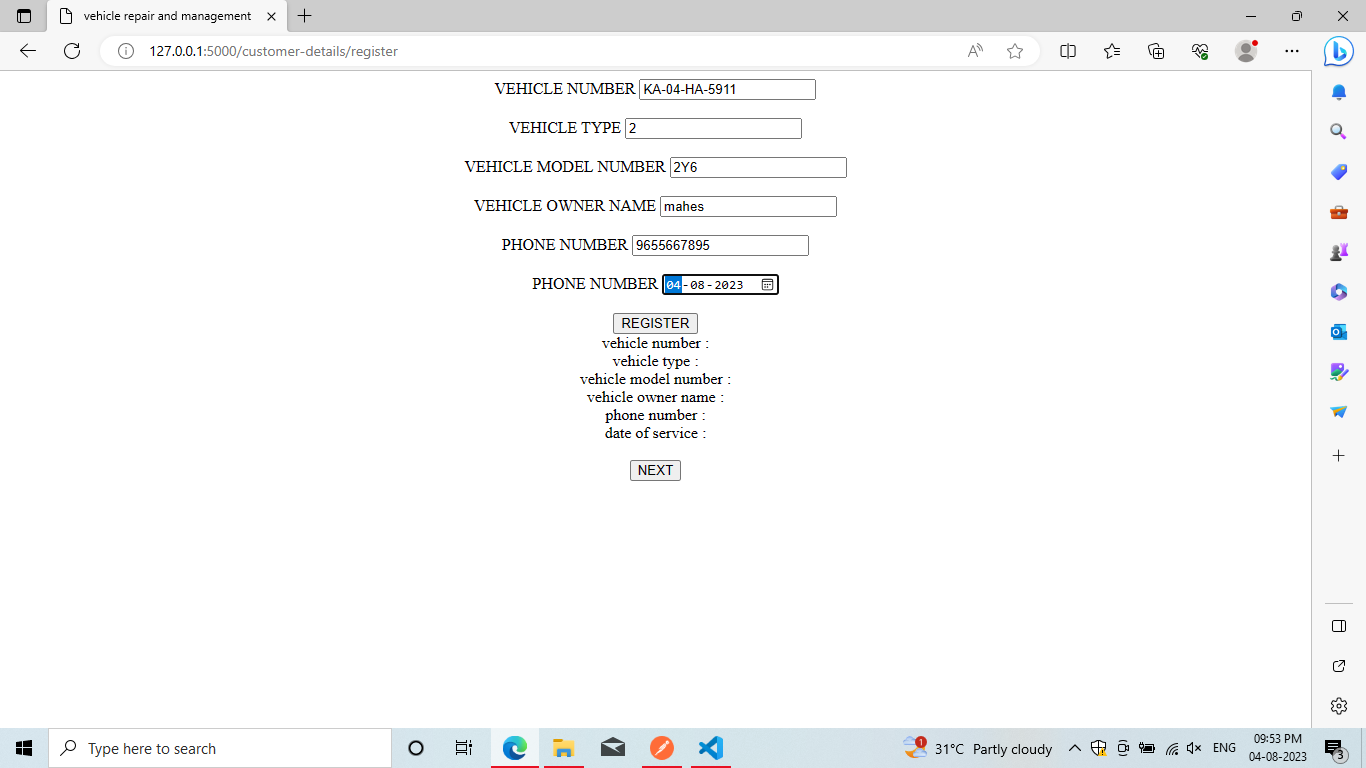 vehicle repair and management
127.0.0.1:5000/customer-details/register
VEHICLE NUMBER KA-04-HA-5911
VEHICLE TYPE 2
VEHICLE MODEL NUMBER 2Y6
VEHICLE OWNER NAME mahes
PHONE NUMBER 9655667895
PHONE NUMBER 04-08-2023
REGISTER
vehicle number :
vehicle type :
vehicle model number :
vehicle owner name :
phone number :
date of service :
NEXT
Type here to search
1
31°C Partly cloudy
ENG
09:53 PM
04-08-2023
3